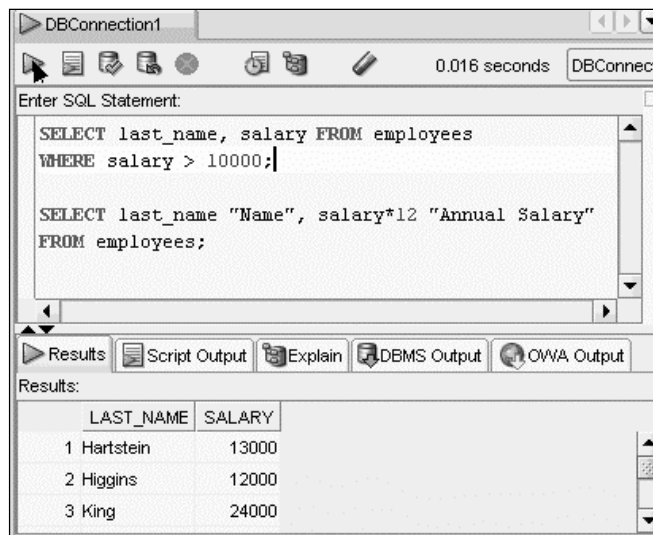 DBConnection1
0.016 seconds DBConnec
Enter SQL Statement:
SELECT last_name, salary FROM employees
WHERE salary > 10000;
SELECT last_name "Name", salary*12 "Annual Salary"
FROM employees;
Results Script Output Explain DBMS Output OWA Output
Results:
LAST_NAME SALARY
1 Hartstein 13000
2 Higgins 12000
3 King 24000